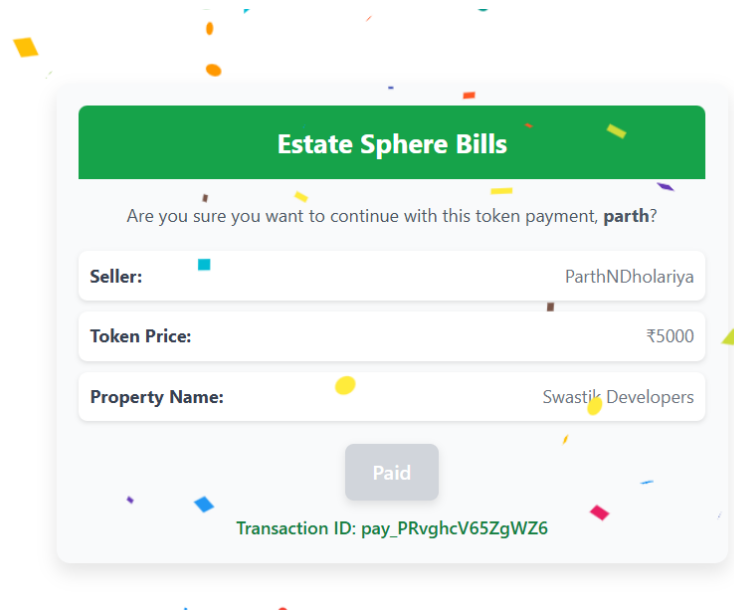 Estate Sphere Bills
Are you sure you want to continue with this token payment, parth?
Seller: ParthNDholariya
Token Price: ₹5000
Property Name: Swastik Developers
Paid
Transaction ID: pay_PRvghcV65ZgWZ6